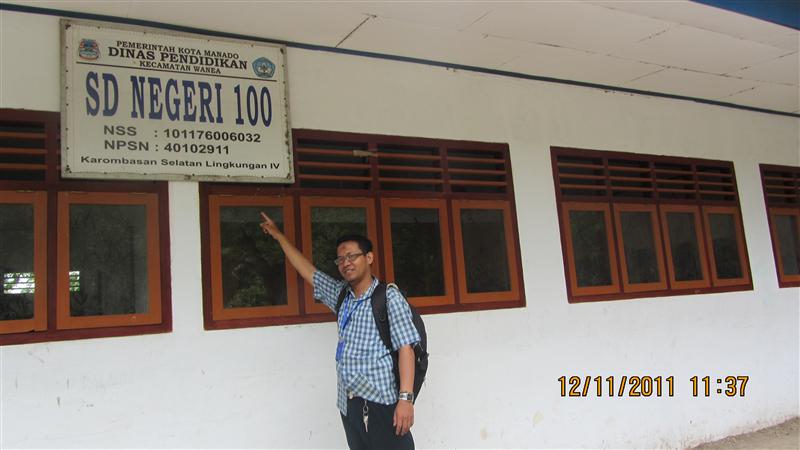 PEMERINTAH KOTA MANADO
DINAS PENDIDIKAN
KECAMATAN WANEA
SD NEGERI 100
NSS : 101176006032
NPSN : 40102911
Karombasan Selatan Lingkungan IV
12/11/2011 11:37